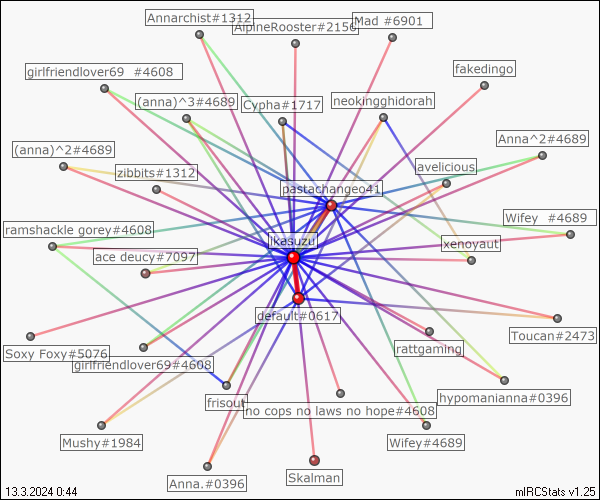 Annarchist#1312
AlpineRooster#2156
Mad #6901
girlfriendlover69 #4608
fakedingo
(anna)^3#4689
Cypha#1717
neokingghidorah
(anna)^2#4689
Anna^2#4689
zibbits#1312
avelicious
pastachangeo41
Wifey #4689
ramshackle gorey#4608
ikasuzu
xenoyaut
ace deucy#7097
default#0617
Toucan#2473
Soxy Foxy#5076
rattgaming
girlfriendlover69#4608
frisout
hypomanianna#0396
no cops no laws no hope#4608
Mushy#1984
Wifey#4689
Anna.#0396
Skalman
13.3.2024 0:44
mIRCStats v1.25